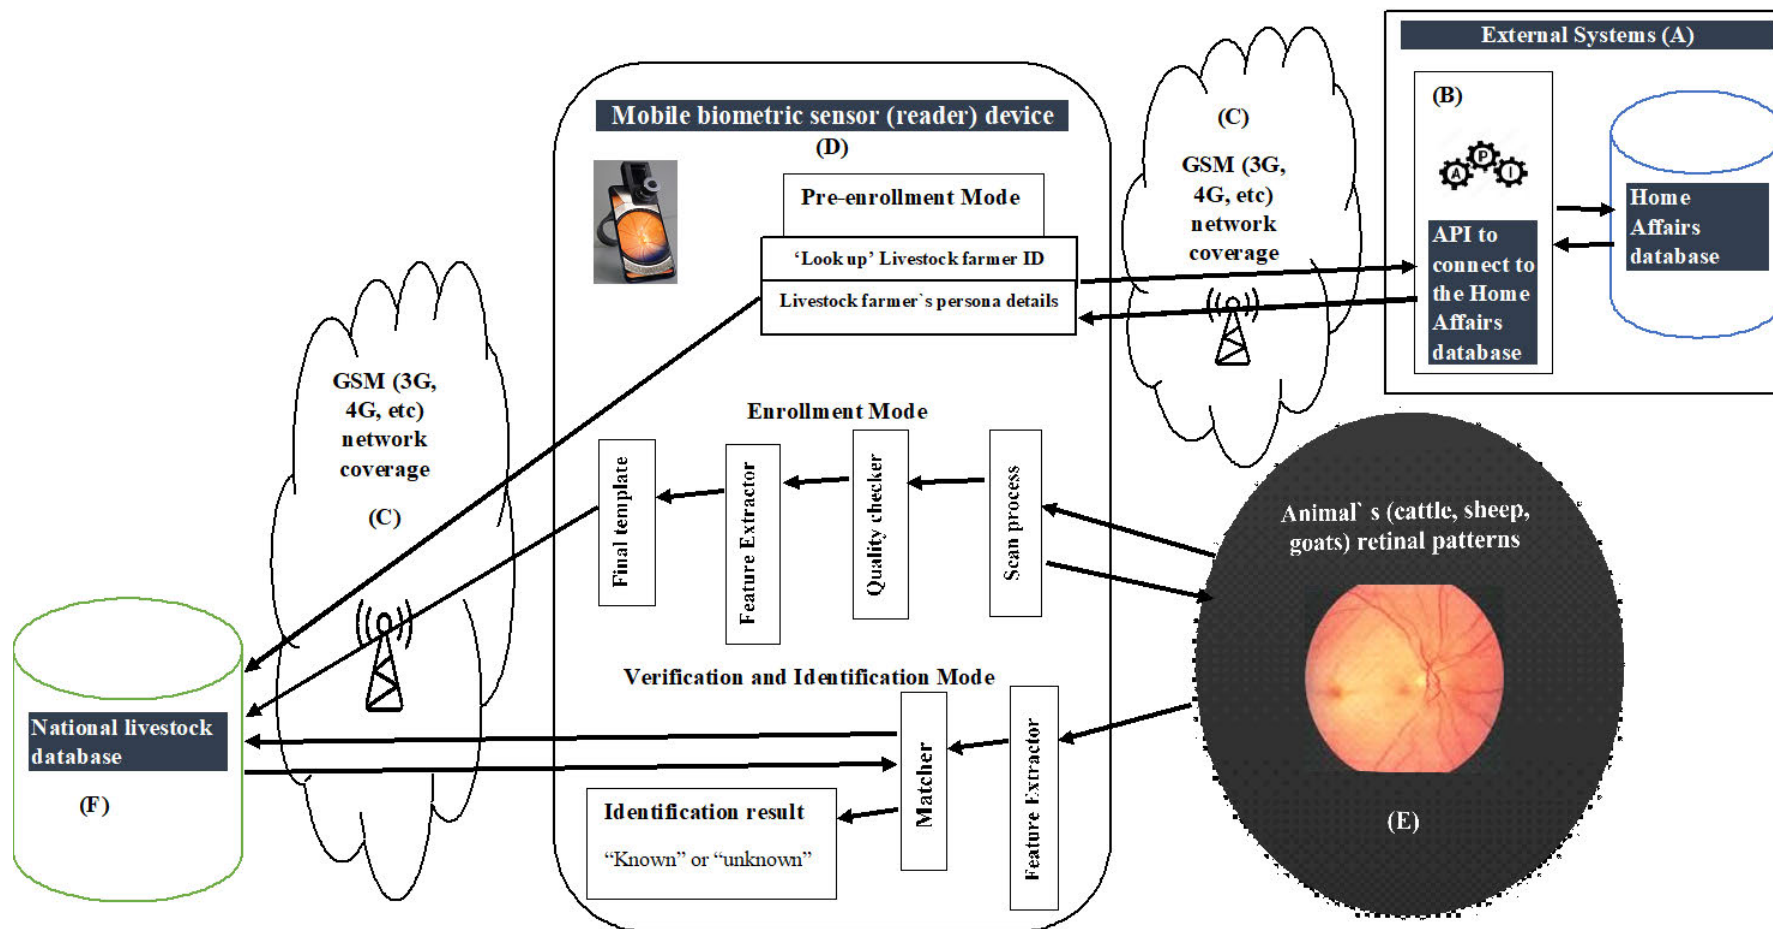 External Systems (A)
(B)
A P I
API to
connect to
the Home
Affairs
database
Home
Affairs
database
(C)
GSM (3G,
4G, etc)
network
coverage
Mobile biometric sensor (reader) device
(D)
Pre-enrollment Mode
‘Look up’ Livestock farmer ID
Livestock farmer`s persona details
GSM (3G,
4G, etc)
network
coverage
(C)
Enrollment Mode
Final template
Feature Extractor
Quality checker
Scan process
Animal` s (cattle, sheep,
goats) retinal patterns
(E)
Verification and Identification Mode
Matcher
Feature Extractor
Identification result
“Known” or “unknown”
National livestock
database
(F)